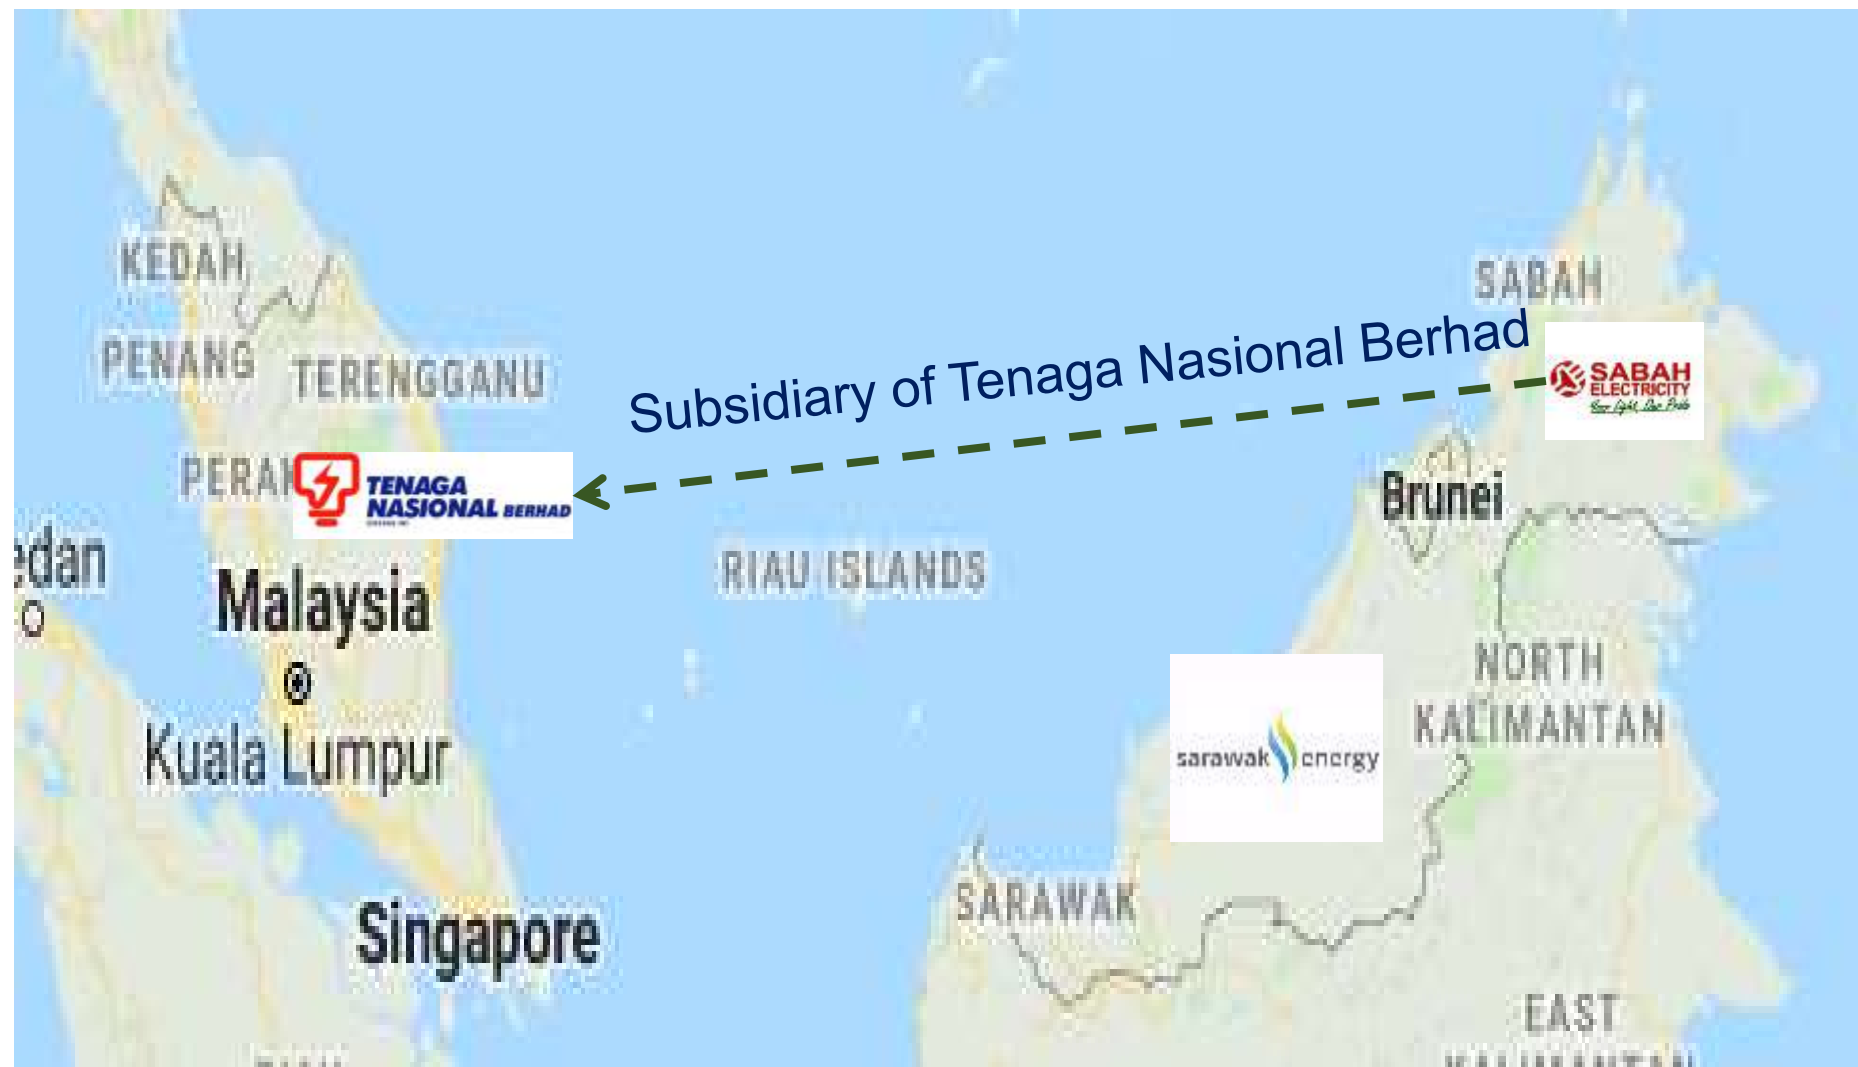 KEDAH
SABAH
PENANG
TERENGGANU
Subsidiary of Tenaga Nasional Berhad
SABAH
ELECTRICITY
PERAK
TENAGA
NASIONAL BERHAD
Brunei
edan
RIAU ISLANDS
Malaysia
NORTH
KALIMANTAN
Kuala Lumpur
sarawak energy
SARAWAK
Singapore
EAST
KALIMANTAN